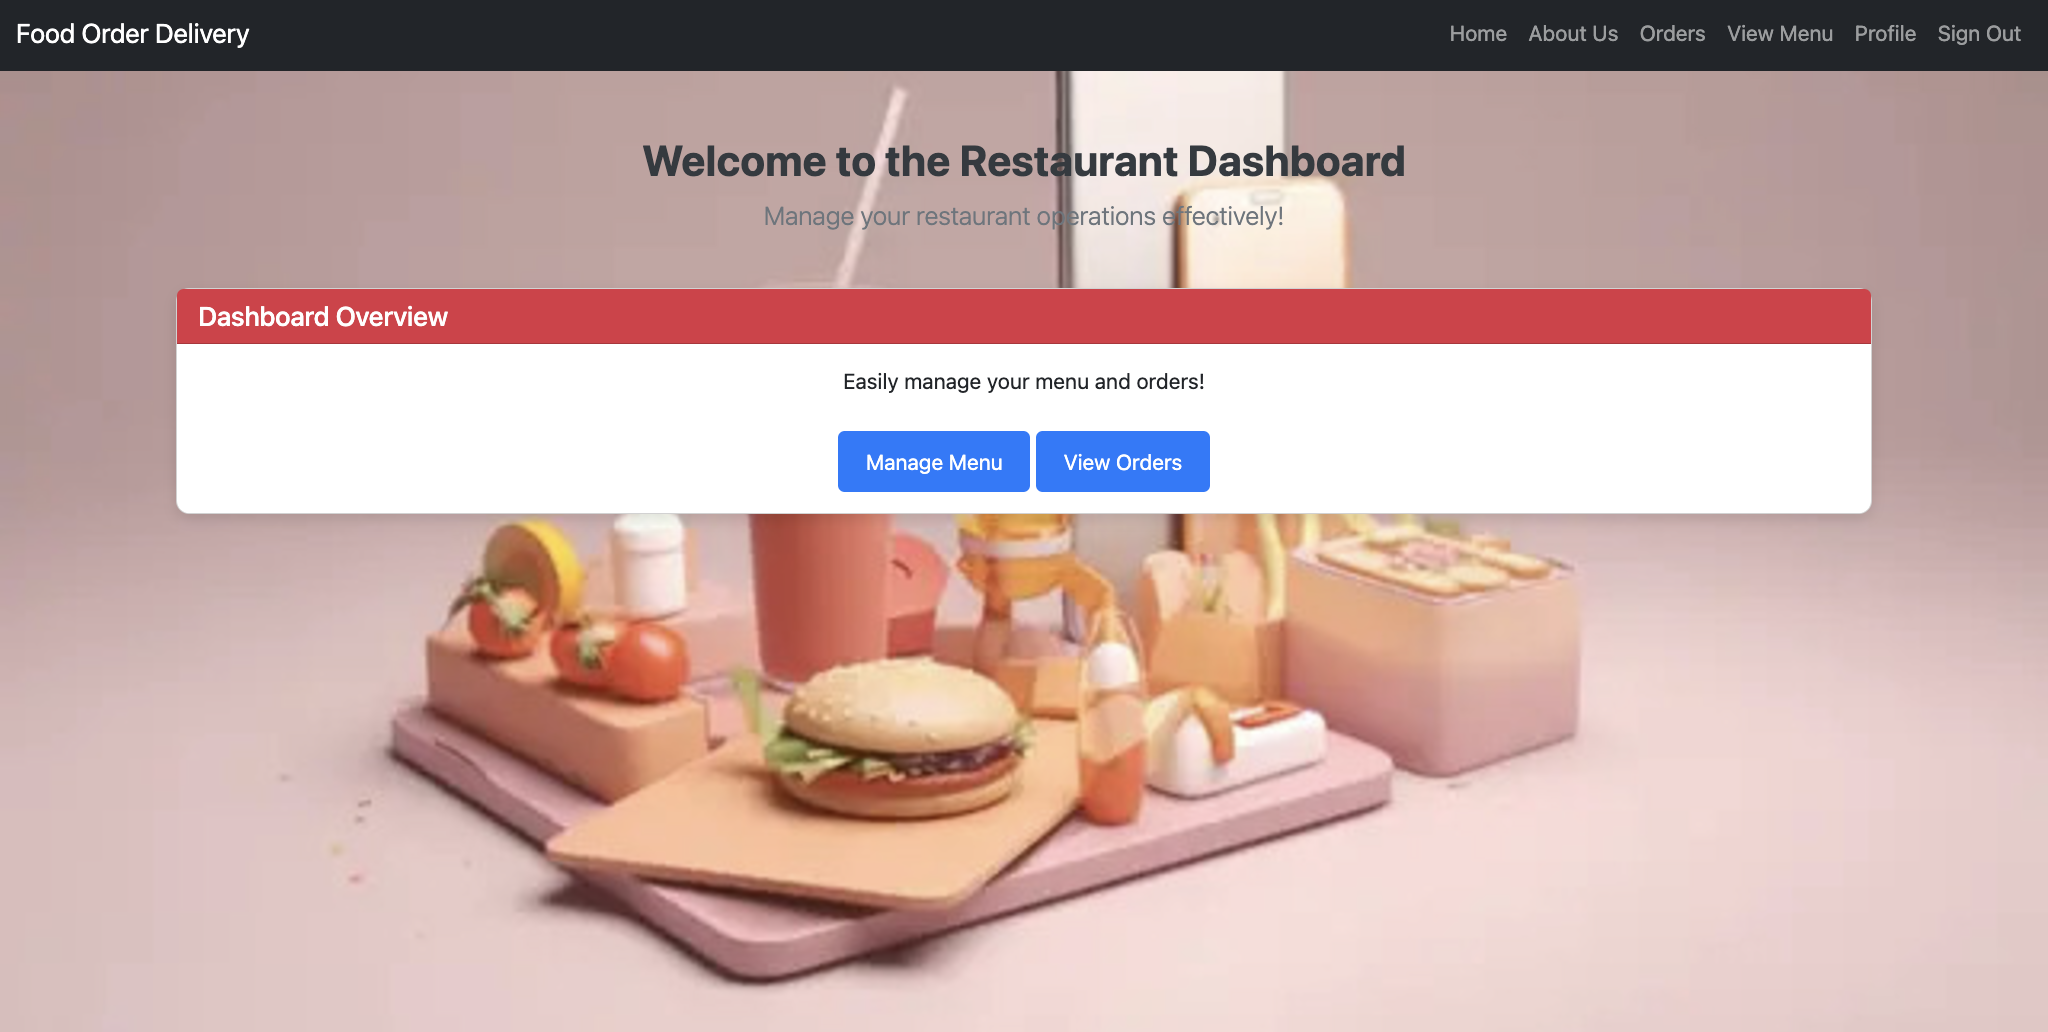 Food Order Delivery
Home About Us Orders View Menu Profile Sign Out
Welcome to the Restaurant Dashboard
Manage your restaurant operations effectively!
Dashboard Overview
Easily manage your menu and orders!
Manage Menu View Orders